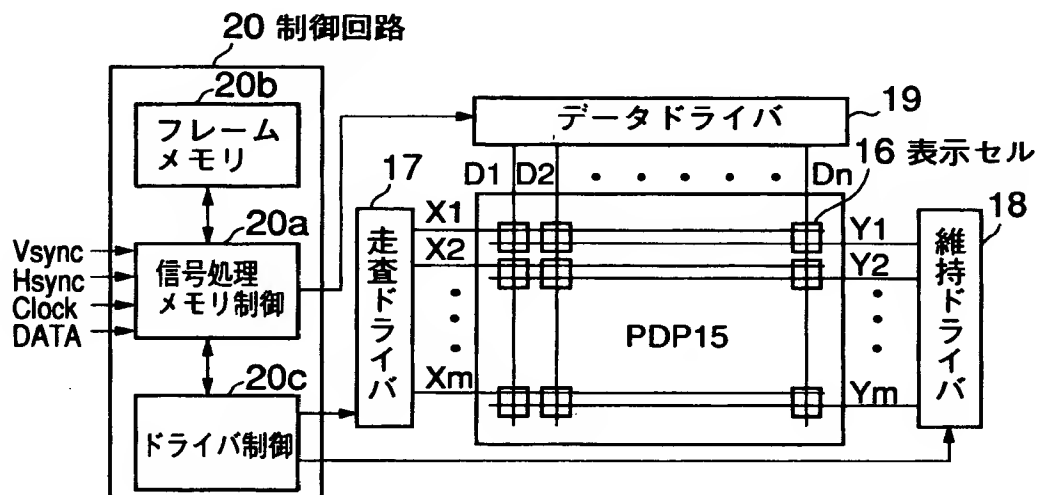 20 制御回路
20b
フレーム
メモリ
20a
信号処理
メモリ制御
20c
ドライバ制御
Vsync
Hsync
Clock
DATA
データドライバ
19
17
走査ドライバ
D1 D2 Dn
16 表示セル
X1
X2
Xm
PDP15
Y1
Y2
Ym
18
維持ドライバ